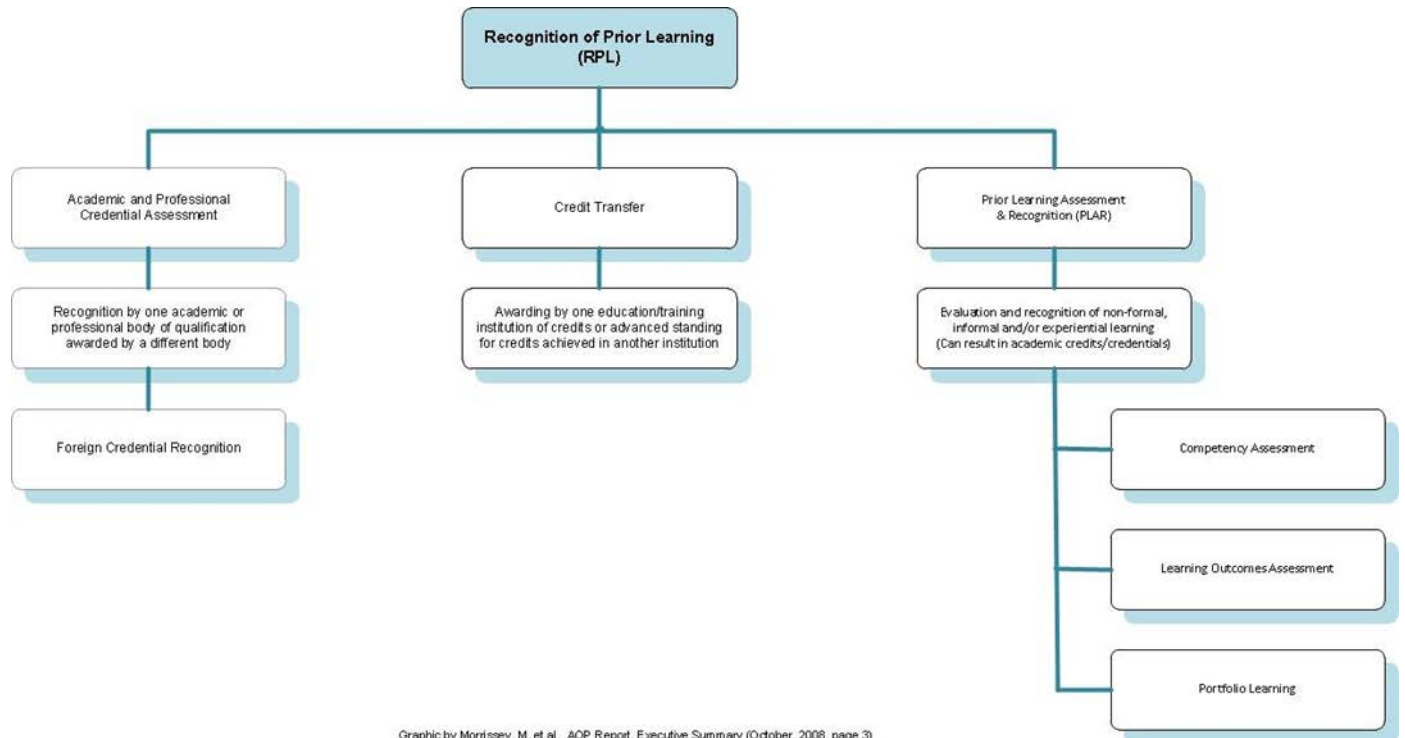 Recognition of Prior Learning
(RPL)
Academic and Professional
Credential Assessment
Credit Transfer
Prior Learning Assessment
& Recognition (PLAR)
Recognition by one academic or
professional body of qualification
awarded by a different body
Awarding by one education/training
institution of credits or advanced standing
for credits achieved in another institution
Evaluation and recognition of non-formal,
informal and/or experiential learning
(Can result in academic credits/credentials)
Foreign Credential Recognition
Competency Assessment
Learning Outcomes Assessment
Portfolio Learning
Graphic by Morrissey, M, et al., AOP Report, Executive Summary (October, 2008, page 3)